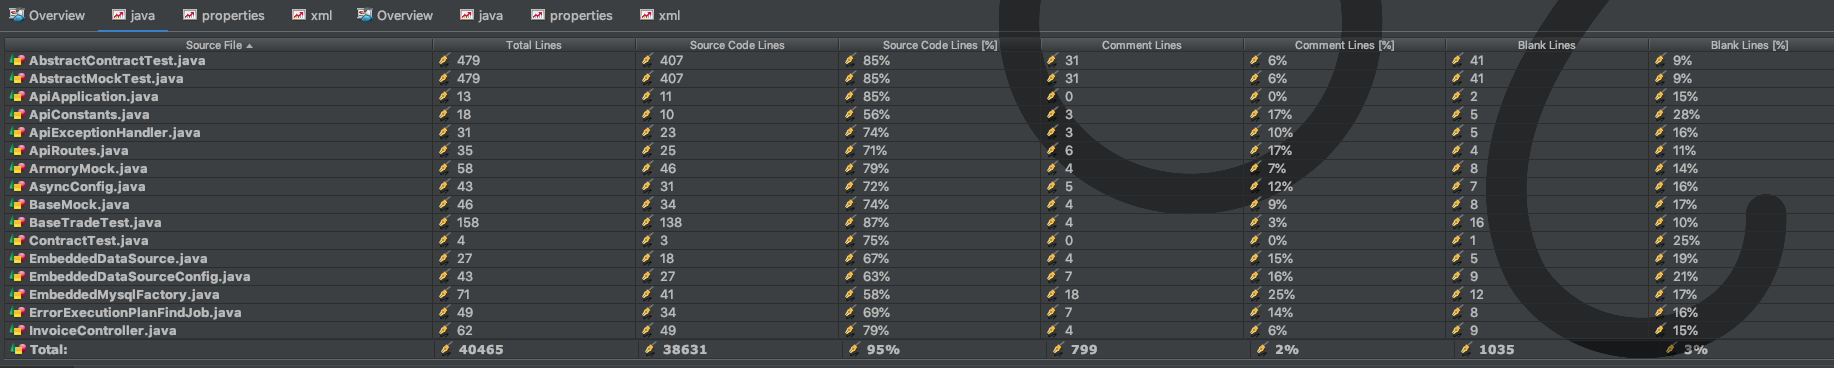 Overview java properties xml Overview java properties xml
Source File Total Lines Source Code Lines Source Code Lines [%] Comment Lines Comment Lines [%] Blank Lines Blank Lines [%]
AbstractContractTest.java 479 407 85% 31 6% 41 9%
AbstractMockTest.java 479 407 85% 31 6% 41 9%
ApiApplication.java 13 11 85% 0 0% 2 15%
ApiConstants.java 18 10 56% 3 17% 5 28%
ApiExceptionHandler.java 31 23 74% 3 10% 5 16%
ApiRoutes.java 35 25 71% 6 17% 4 11%
ArmoryMock.java 58 46 79% 4 7% 8 14%
AsyncConfig.java 43 31 72% 5 12% 7 16%
BaseMock.java 46 34 74% 4 9% 8 17%
BaseTradeTest.java 158 138 87% 4 3% 16 10%
ContractTest.java 4 3 75% 0 0% 1 25%
EmbeddedDataSource.java 27 18 67% 4 15% 5 19%
EmbeddedDataSourceConfig.java 43 27 63% 7 16% 9 21%
EmbeddedMysqlFactory.java 71 41 58% 18 25% 12 17%
ErrorExecutionPlanFindJob.java 49 34 69% 7 14% 8 16%
InvoiceController.java 62 49 79% 4 6% 9 15%
Total: 40465 38631 95% 799 2% 1035 3%